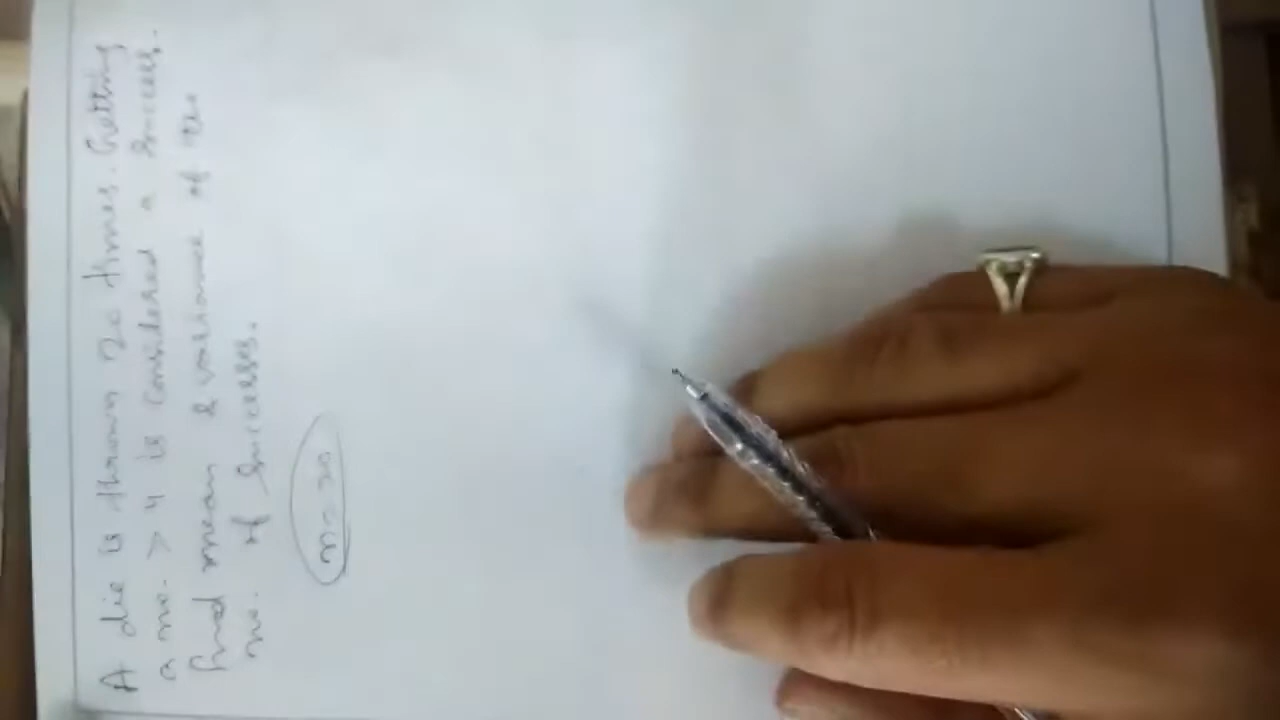 A die is thrown 20 times. Getting
a no. > 4 is considered a success.
find mean & variance of the
no. of successes.
n = 20